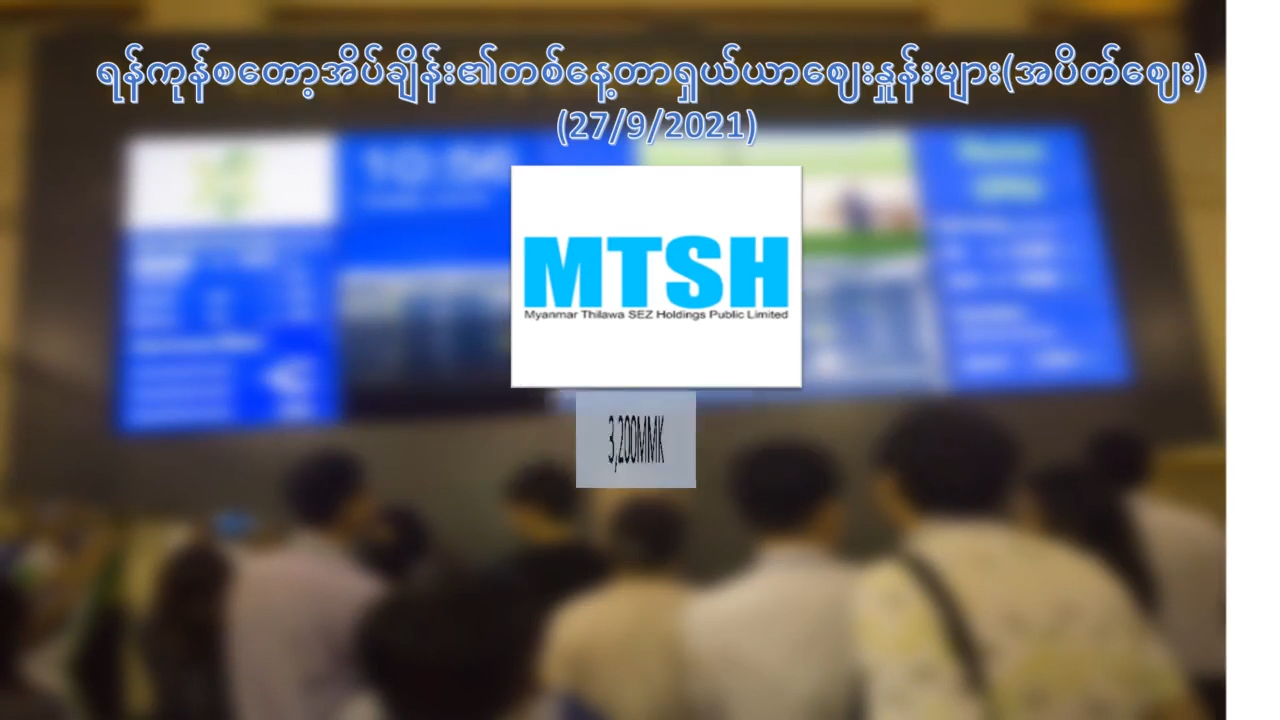 ရန်ကုန်စတော့အိပ်ချိန်း၏တစ်နေ့တာရှယ်ယာဈေးနှုန်းများ(အပိတ်ဈေး)
(27/9/2021)
MTSH
Myanmar Thilawa SEZ Holdings Public Limited
3,200MMK